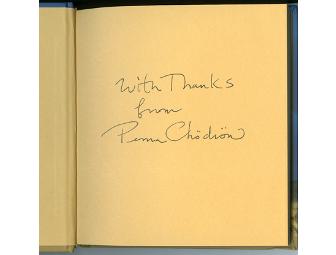 With Thanks
from
Pema Chödrön